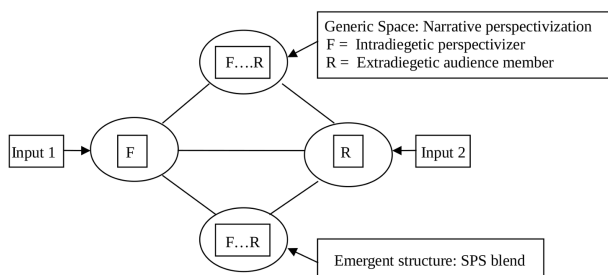 Generic Space: Narrative perspectivization
F = Intradiegetic perspectivizer
R = Extradiegetic audience member
F....R
Input 1
F
R
Input 2
F...R
Emergent structure: SPS blend